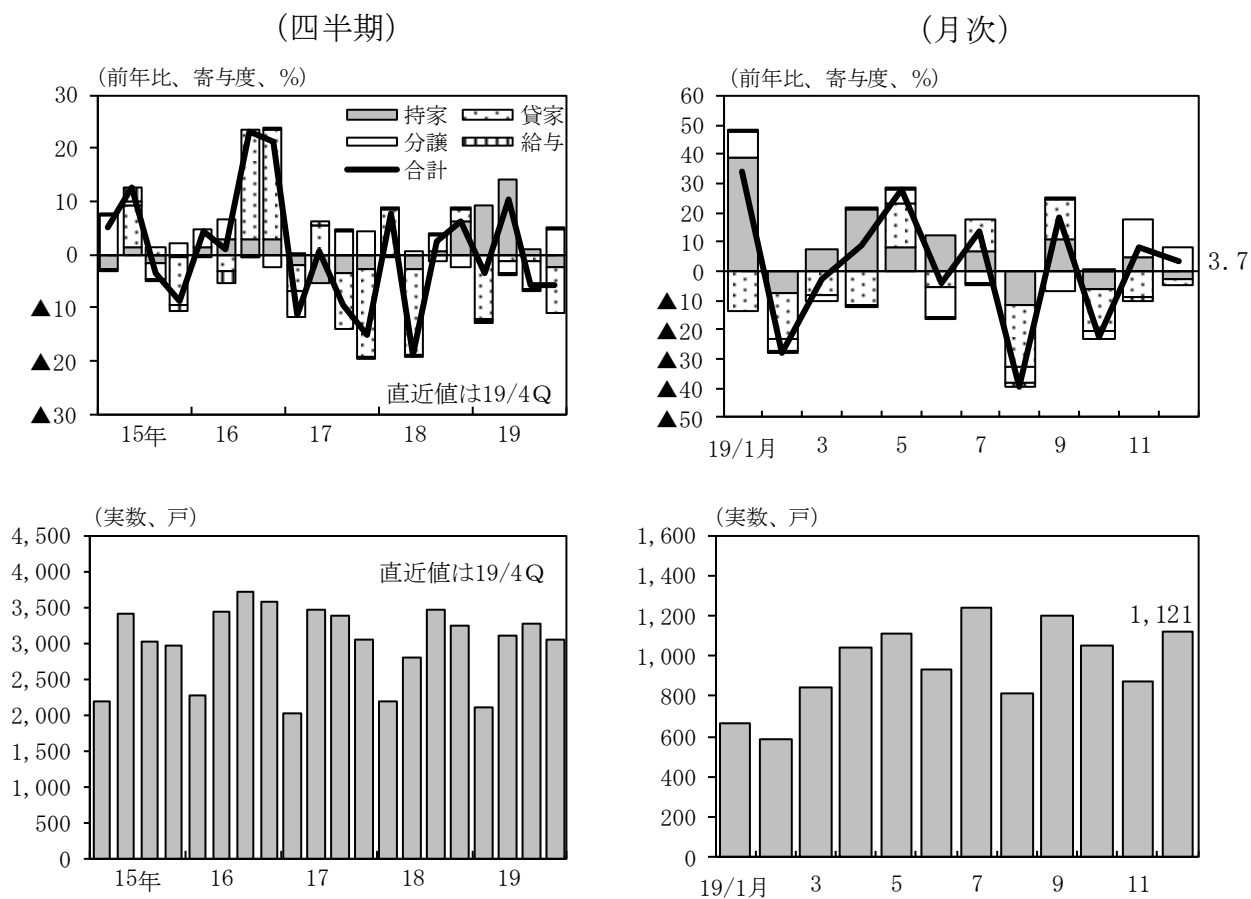 (四半期)
(前年比、寄与度、%)
30
20
10
0
▲10
▲20
▲30
持家
貸家
分譲
給与
合計
直近値は19/4Q
15年 16 17 18 19
(月次)
(前年比、寄与度、%)
60
50
40
30
20
10
0
▲10
▲20
▲30
▲40
▲50
3.7
19/1月 3 5 7 9 11
(実数、戸)
4,500
4,000
3,500
3,000
2,500
2,000
1,500
1,000
500
0
直近値は19/4Q
15年 16 17 18 19
(実数、戸)
1,600
1,400
1,200
1,000
800
600
400
200
0
1,121
19/1月 3 5 7 9 11